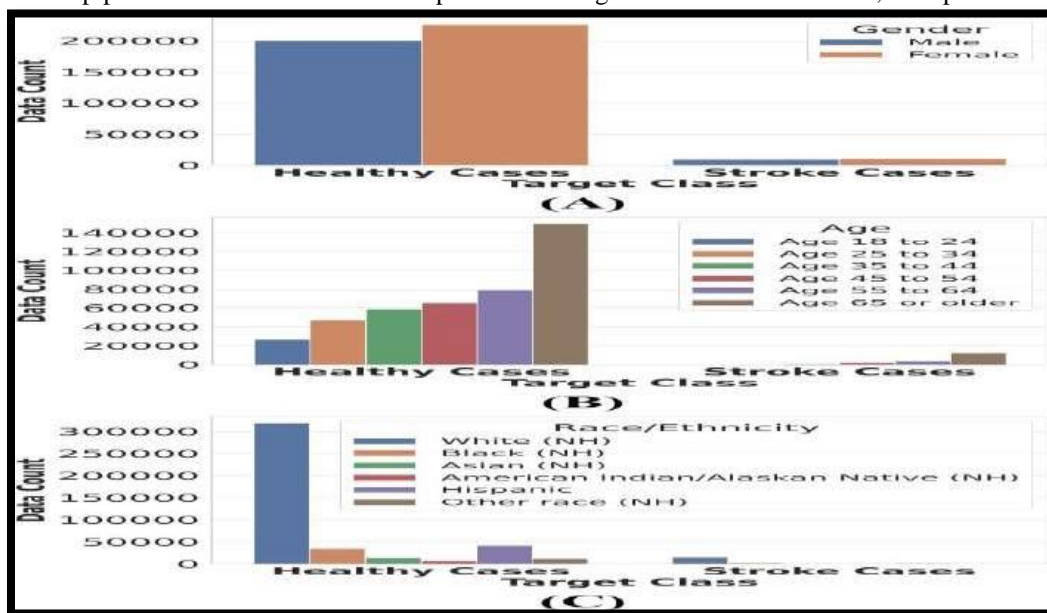 Gender
Male
Female
Data Count
200000
150000
100000
50000
0
Healthy Cases
Stroke Cases
Target Class
(A)
Age
Age 18 to 24
Age 25 to 34
Age 35 to 44
Age 45 to 54
Age 55 to 64
Age 65 or older
Data Count
140000
120000
100000
80000
60000
40000
20000
0
Healthy Cases
Stroke Cases
Target Class
(B)
Race/Ethnicity
White (NH)
Black (NH)
Asian (NH)
American Indian/Alaskan Native (NH)
Hispanic
Other race (NH)
Data Count
300000
250000
200000
150000
100000
50000
0
Healthy Cases
Stroke Cases
Target Class
(C)